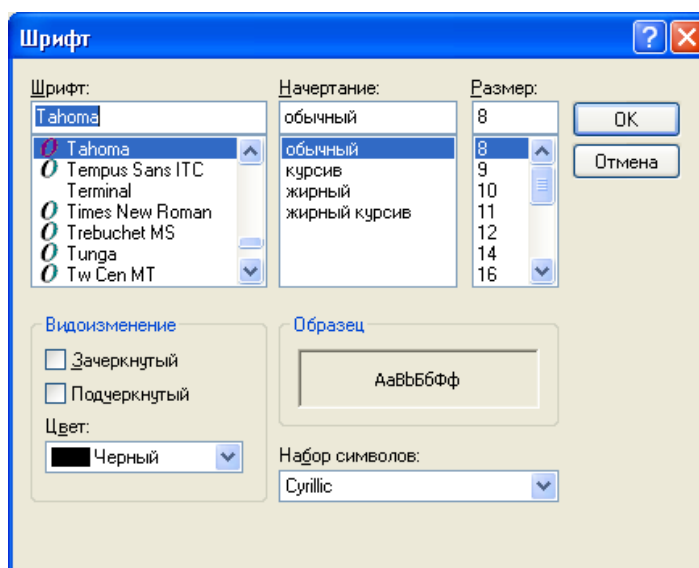 Шрифт
Шрифт:
Начертание:
Размер:
Tahoma
обычный
8
OK
Tahoma
Tempus Sans ITC
Terminal
Times New Roman
Trebuchet MS
Tunga
Tw Cen MT
обычный
курсив
жирный
жирный курсив
8
9
10
11
12
14
16
Отмена
Видоизменение
Зачеркнутый
Подчеркнутый
Цвет:
Черный
Образец
AaBbБбФф
Набор символов:
Cyrillic